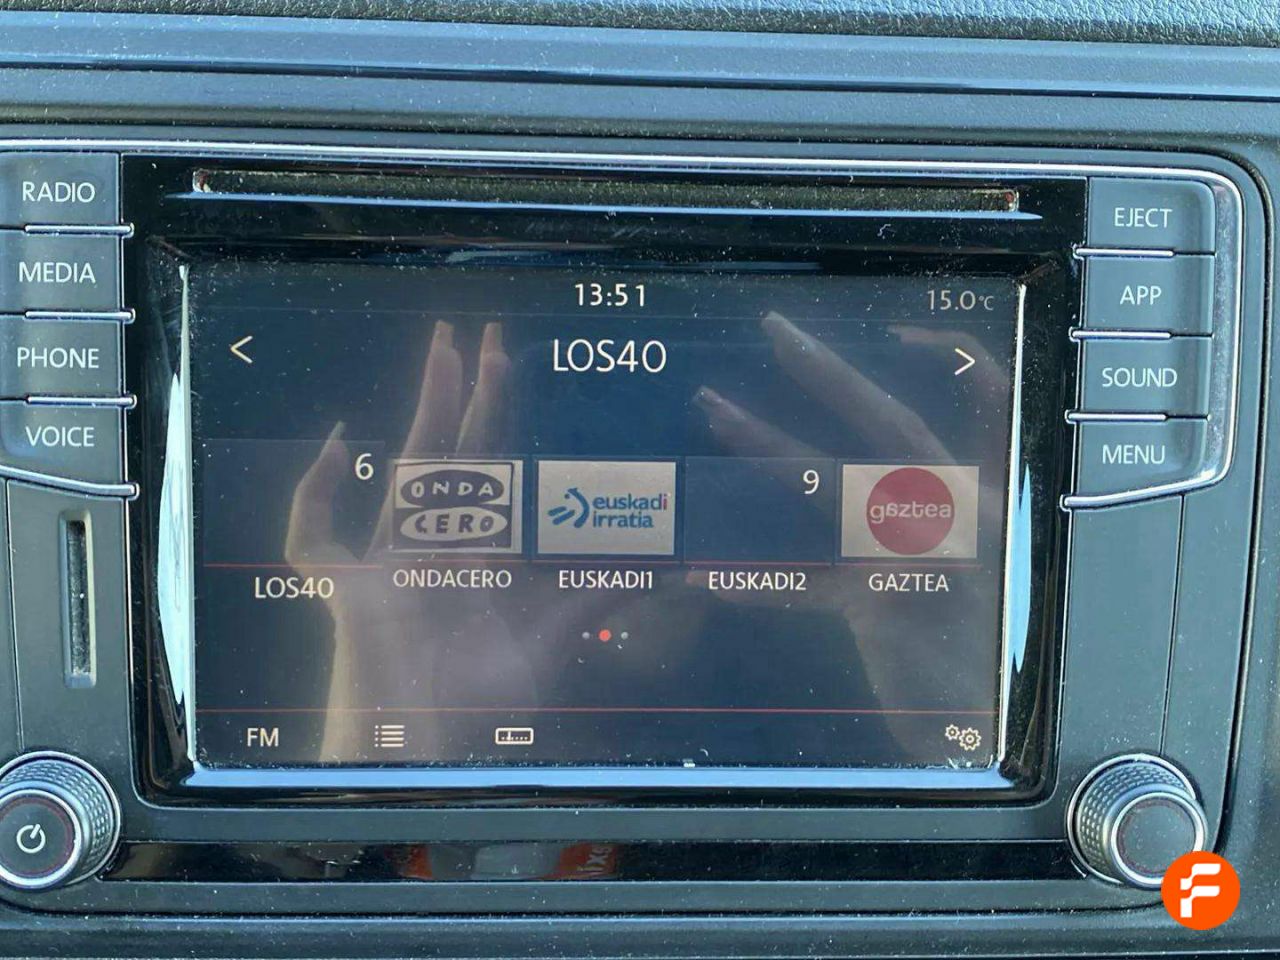 RADIO
MEDIA
PHONE
VOICE
EJECT
APP
SOUND
MENU
13:51
15.0°C
< LOS40 >
6
ONDA
CERO
euskadi
irratia
9
gaztea
LOS40
ONDACERO
EUSKADI1
EUSKADI2
GAZTEA
FM